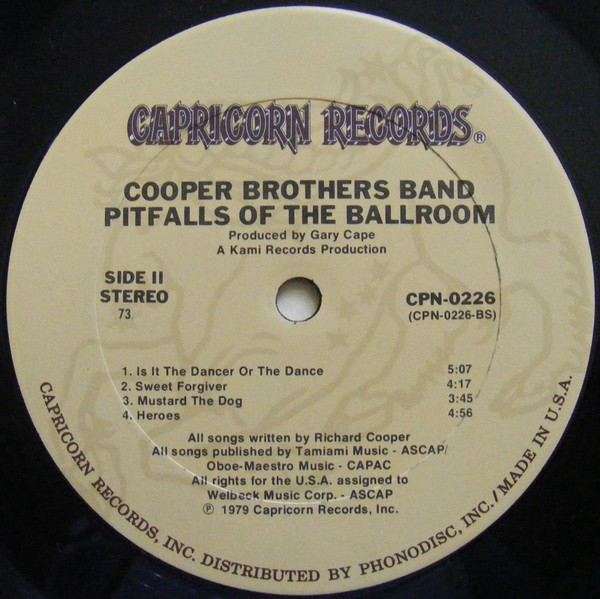 CAPRICORN RECORDS®
COOPER BROTHERS BAND
PITFALLS OF THE BALLROOM
Produced by Gary Cape
A Kami Records Production
SIDE II
STEREO
73.
CPN-0226
(CPN-0226-BS)
1. Is It The Dancer Or The Dance 5:07
2. Sweet Forgiver 4:17
3. Mustard The Dog 3:45
4. Heroes 4:56
All songs written by Richard Cooper
All songs published by Tamiami Music - ASCAP/
Oboe-Maestro Music - CAPAC
All rights for the U.S.A. assigned to
Welbeck Music Corp. - ASCAP
℗ 1979 Capricorn Records, Inc.
CAPRICORN RECORDS, INC. DISTRIBUTED BY PHONODISC, INC./MADE IN U.S.A.